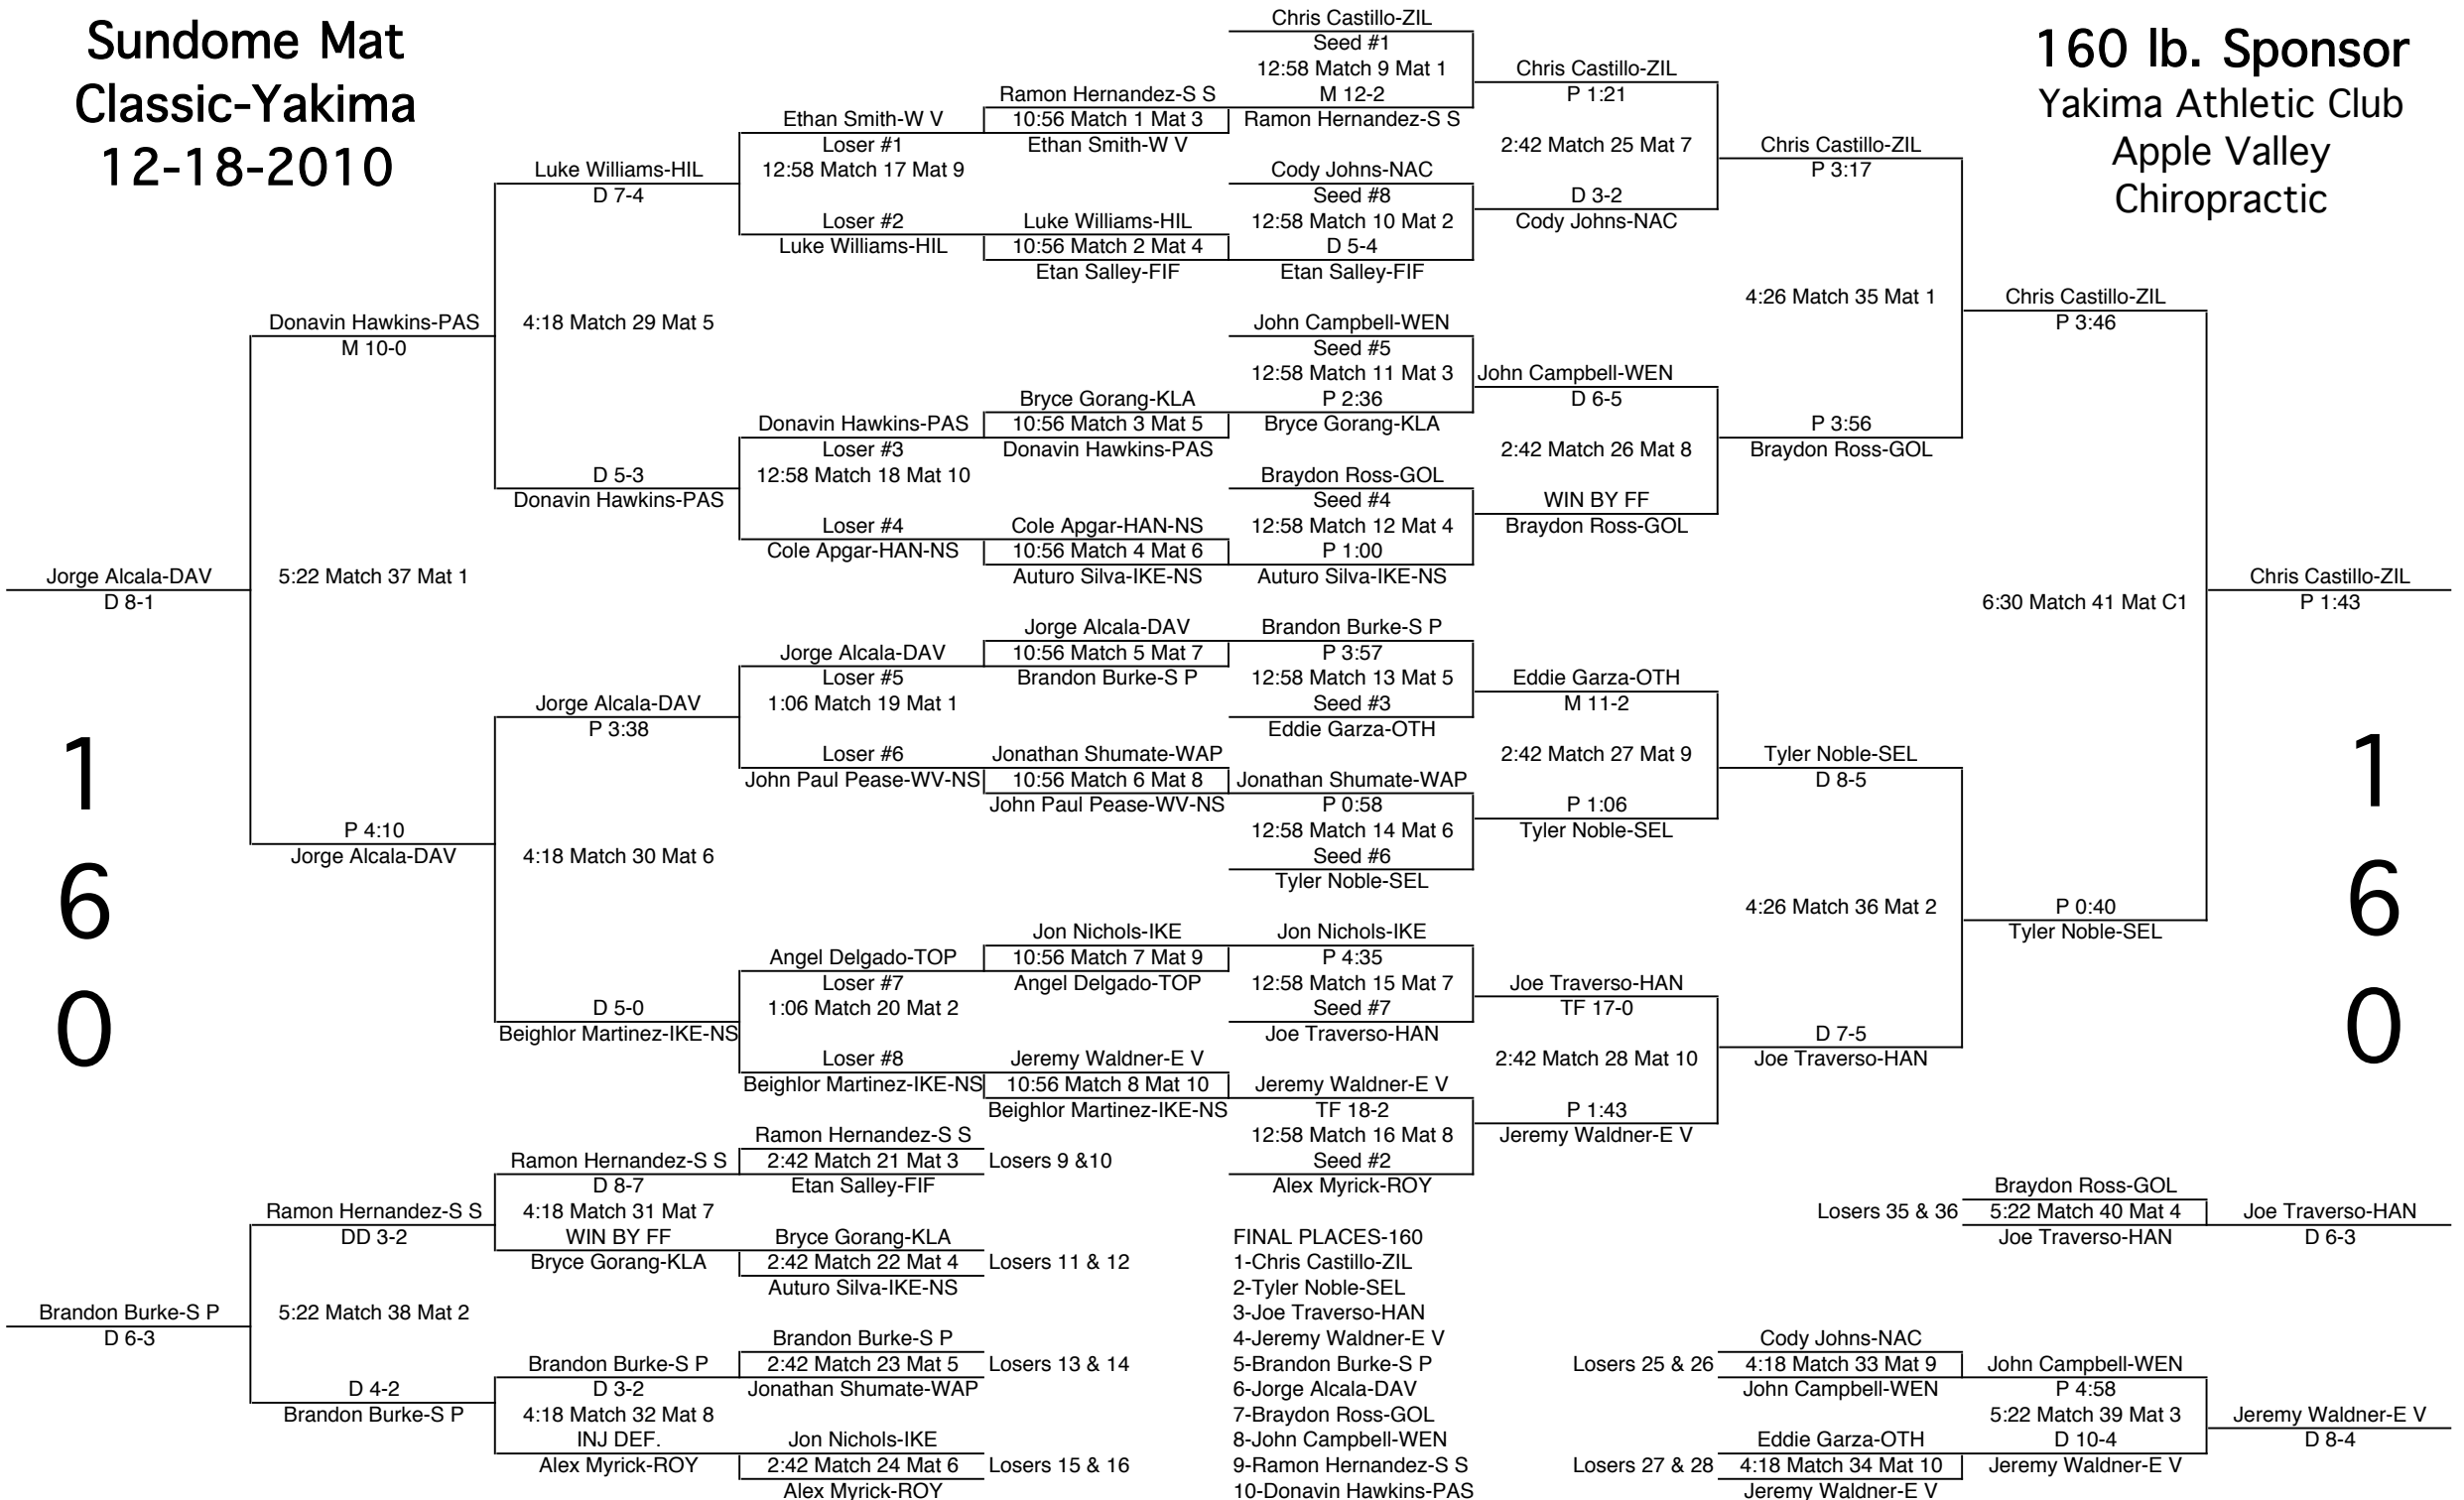 Sundome Mat
Classic-Yakima
12-18-2010
160 lb. Sponsor
Yakima Athletic Club
Apple Valley
Chiropractic
Jorge Alcala-DAV
D 8-1
Donavin Hawkins-PAS
M 10-0
5:22 Match 37 Mat 1
P 4:10
Jorge Alcala-DAV
Luke Williams-HIL
D 7-4
4:18 Match 29 Mat 5
D 5-3
Donavin Hawkins-PAS
Jorge Alcala-DAV
P 3:38
4:18 Match 30 Mat 6
D 5-0
Beighlor Martinez-IKE-NS
Ethan Smith-W V
Loser #1
12:58 Match 17 Mat 9
Loser #2
Luke Williams-HIL
Donavin Hawkins-PAS
Loser #3
12:58 Match 18 Mat 10
Loser #4
Cole Apgar-HAN-NS
Jorge Alcala-DAV
Loser #5
1:06 Match 19 Mat 1
Loser #6
John Paul Pease-WV-NS
Angel Delgado-TOP
Loser #7
1:06 Match 20 Mat 2
Loser #8
Beighlor Martinez-IKE-NS
Ramon Hernandez-S S
10:56 Match 1 Mat 3
Ethan Smith-W V
Luke Williams-HIL
10:56 Match 2 Mat 4
Etan Salley-FIF
Bryce Gorang-KLA
10:56 Match 3 Mat 5
Donavin Hawkins-PAS
Cole Apgar-HAN-NS
10:56 Match 4 Mat 6
Auturo Silva-IKE-NS
Jorge Alcala-DAV
10:56 Match 5 Mat 7
Brandon Burke-S P
Jonathan Shumate-WAP
10:56 Match 6 Mat 8
John Paul Pease-WV-NS
Jon Nichols-IKE
10:56 Match 7 Mat 9
Angel Delgado-TOP
Jeremy Waldner-E V
10:56 Match 8 Mat 10
Beighlor Martinez-IKE-NS
Chris Castillo-ZIL
Seed #1
12:58 Match 9 Mat 1
M 12-2
Ramon Hernandez-S S
Cody Johns-NAC
Seed #8
12:58 Match 10 Mat 2
D 5-4
Etan Salley-FIF
John Campbell-WEN
Seed #5
12:58 Match 11 Mat 3
P 2:36
Bryce Gorang-KLA
Braydon Ross-GOL
Seed #4
12:58 Match 12 Mat 4
P 1:00
Auturo Silva-IKE-NS
Brandon Burke-S P
P 3:57
12:58 Match 13 Mat 5
Seed #3
Eddie Garza-OTH
Jonathan Shumate-WAP
P 0:58
12:58 Match 14 Mat 6
Seed #6
Tyler Noble-SEL
Jon Nichols-IKE
P 4:35
12:58 Match 15 Mat 7
Seed #7
Joe Traverso-HAN
Jeremy Waldner-E V
TF 18-2
12:58 Match 16 Mat 8
Seed #2
Alex Myrick-ROY
Chris Castillo-ZIL
P 1:21
2:42 Match 25 Mat 7
D 3-2
Cody Johns-NAC
John Campbell-WEN
D 6-5
2:42 Match 26 Mat 8
WIN BY FF
Braydon Ross-GOL
Eddie Garza-OTH
M 11-2
2:42 Match 27 Mat 9
P 1:06
Tyler Noble-SEL
Joe Traverso-HAN
TF 17-0
2:42 Match 28 Mat 10
P 1:43
Jeremy Waldner-E V
Chris Castillo-ZIL
P 3:17
4:26 Match 35 Mat 1
P 3:56
Braydon Ross-GOL
Tyler Noble-SEL
D 8-5
4:26 Match 36 Mat 2
D 7-5
Joe Traverso-HAN
Chris Castillo-ZIL
P 3:46
6:30 Match 41 Mat C1
P 0:40
Tyler Noble-SEL
Chris Castillo-ZIL
P 1:43
1
6
0
1
6
0
Brandon Burke-S P
D 6-3
Ramon Hernandez-S S
DD 3-2
5:22 Match 38 Mat 2
D 4-2
Brandon Burke-S P
Ramon Hernandez-S S
D 8-7
4:18 Match 31 Mat 7
WIN BY FF
Bryce Gorang-KLA
Brandon Burke-S P
D 3-2
4:18 Match 32 Mat 8
INJ DEF.
Alex Myrick-ROY
Ramon Hernandez-S S
2:42 Match 21 Mat 3
Losers 9 &10
Etan Salley-FIF
Bryce Gorang-KLA
2:42 Match 22 Mat 4
Losers 11 & 12
Auturo Silva-IKE-NS
Brandon Burke-S P
2:42 Match 23 Mat 5
Losers 13 & 14
Jonathan Shumate-WAP
Jon Nichols-IKE
2:42 Match 24 Mat 6
Losers 15 & 16
Alex Myrick-ROY
FINAL PLACES-160
1-Chris Castillo-ZIL
2-Tyler Noble-SEL
3-Joe Traverso-HAN
4-Jeremy Waldner-E V
5-Brandon Burke-S P
6-Jorge Alcala-DAV
7-Braydon Ross-GOL
8-John Campbell-WEN
9-Ramon Hernandez-S S
10-Donavin Hawkins-PAS
Braydon Ross-GOL
Losers 35 & 36
5:22 Match 40 Mat 4
Joe Traverso-HAN
Joe Traverso-HAN
D 6-3
Cody Johns-NAC
Losers 25 & 26
4:18 Match 33 Mat 9
John Campbell-WEN
Eddie Garza-OTH
Losers 27 & 28
4:18 Match 34 Mat 10
Jeremy Waldner-E V
John Campbell-WEN
P 4:58
5:22 Match 39 Mat 3
D 10-4
Jeremy Waldner-E V
Jeremy Waldner-E V
D 8-4